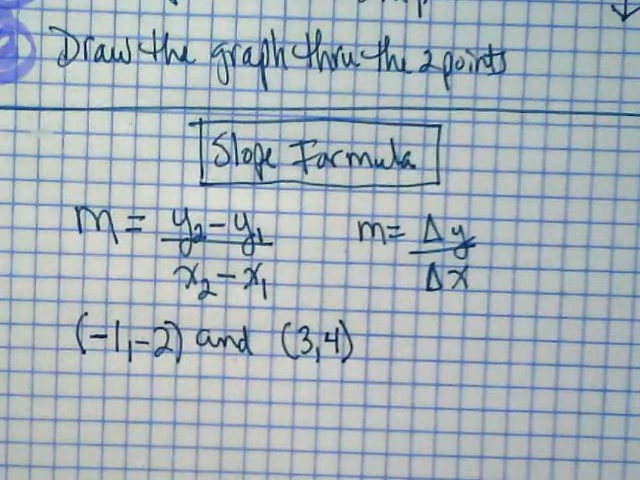 Draw the graph thru the 2 points
Slope Formula
m = y₂ - y₁ / x₂ - x₁ m = Δy / Δx
(-1,-2) and (3,4)